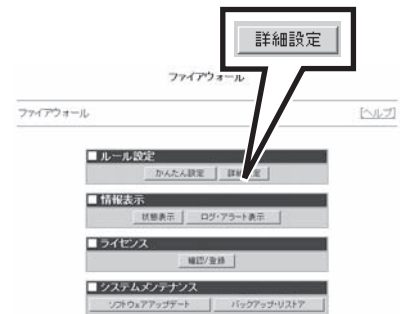 詳細設定
ファイアウォール
ファイアウォール [ヘルプ]
■ ルール設定
かんたん設定 詳細設定
■ 情報表示
状態表示 ログ・アラート表示
■ ライセンス
確認/登録
■ システムメンテナンス
ソフトウェアアップデート バックアップ・リストア